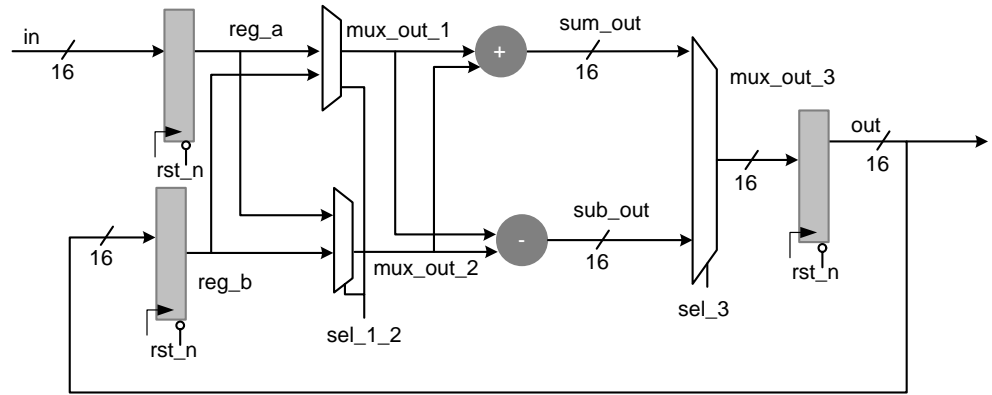 in
16
reg_a
mux_out_1
+
sum_out
16
mux_out_3
rst_n
out
16
16
16
reg_b
mux_out_2
-
sub_out
16
rst_n
sel_3
sel_1_2
rst_n